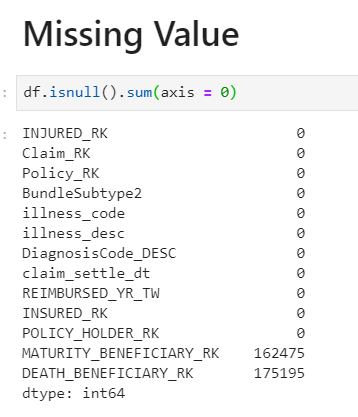 Missing Value
: df.isnull().sum(axis = 0)
: INJURED_RK 0
Claim_RK 0
Policy_RK 0
BundleSubtype2 0
illness_code 0
illness_desc 0
DiagnosisCode_DESC 0
claim_settle_dt 0
REIMBURSED_YR_TW 0
INSURED_RK 0
POLICY_HOLDER_RK 0
MATURITY_BENEFICIARY_RK 162475
DEATH_BENEFICIARY_RK 175195
dtype: int64